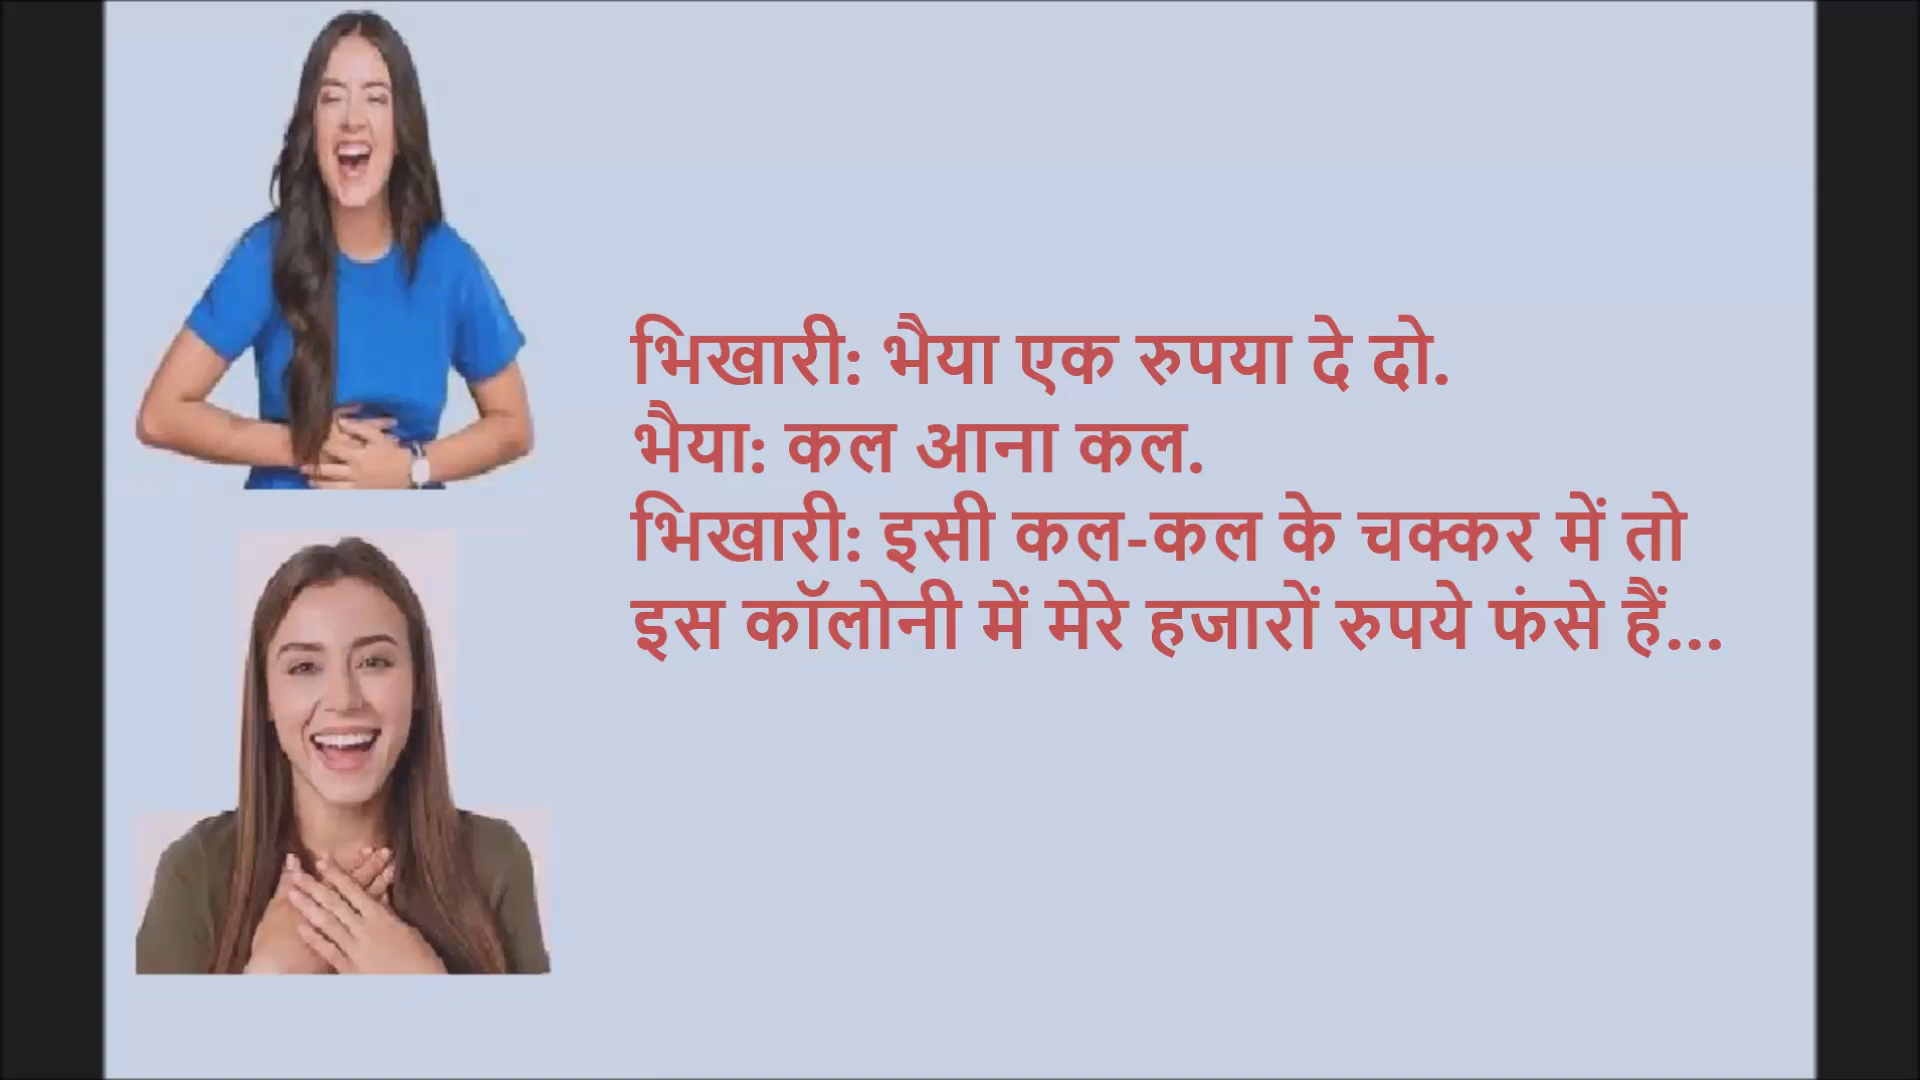 भिखारी: भैया एक रुपया दे दो.
भैया: कल आना कल.
भिखारी: इसी कल-कल के चक्कर में तो
इस कॉलोनी में मेरे हजारों रुपये फंसे हैं...